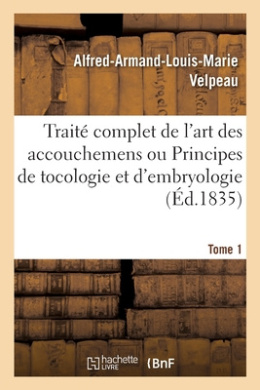 Alfred-Armand-Louis-Marie
Velpeau
Traité complet de l'art des accouchemens ou Principes
de tocologie et d'embryologie
(Éd.1835)
Tome 1
hachette
LIVRE
{BnF